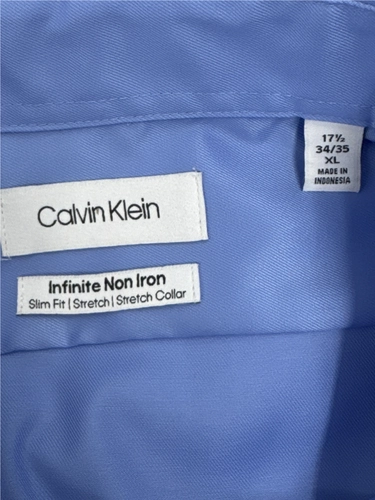 17½
34/35
XL
MADE IN
INDONESIA
Calvin Klein
Infinite Non Iron
Slim Fit | Stretch | Stretch Collar